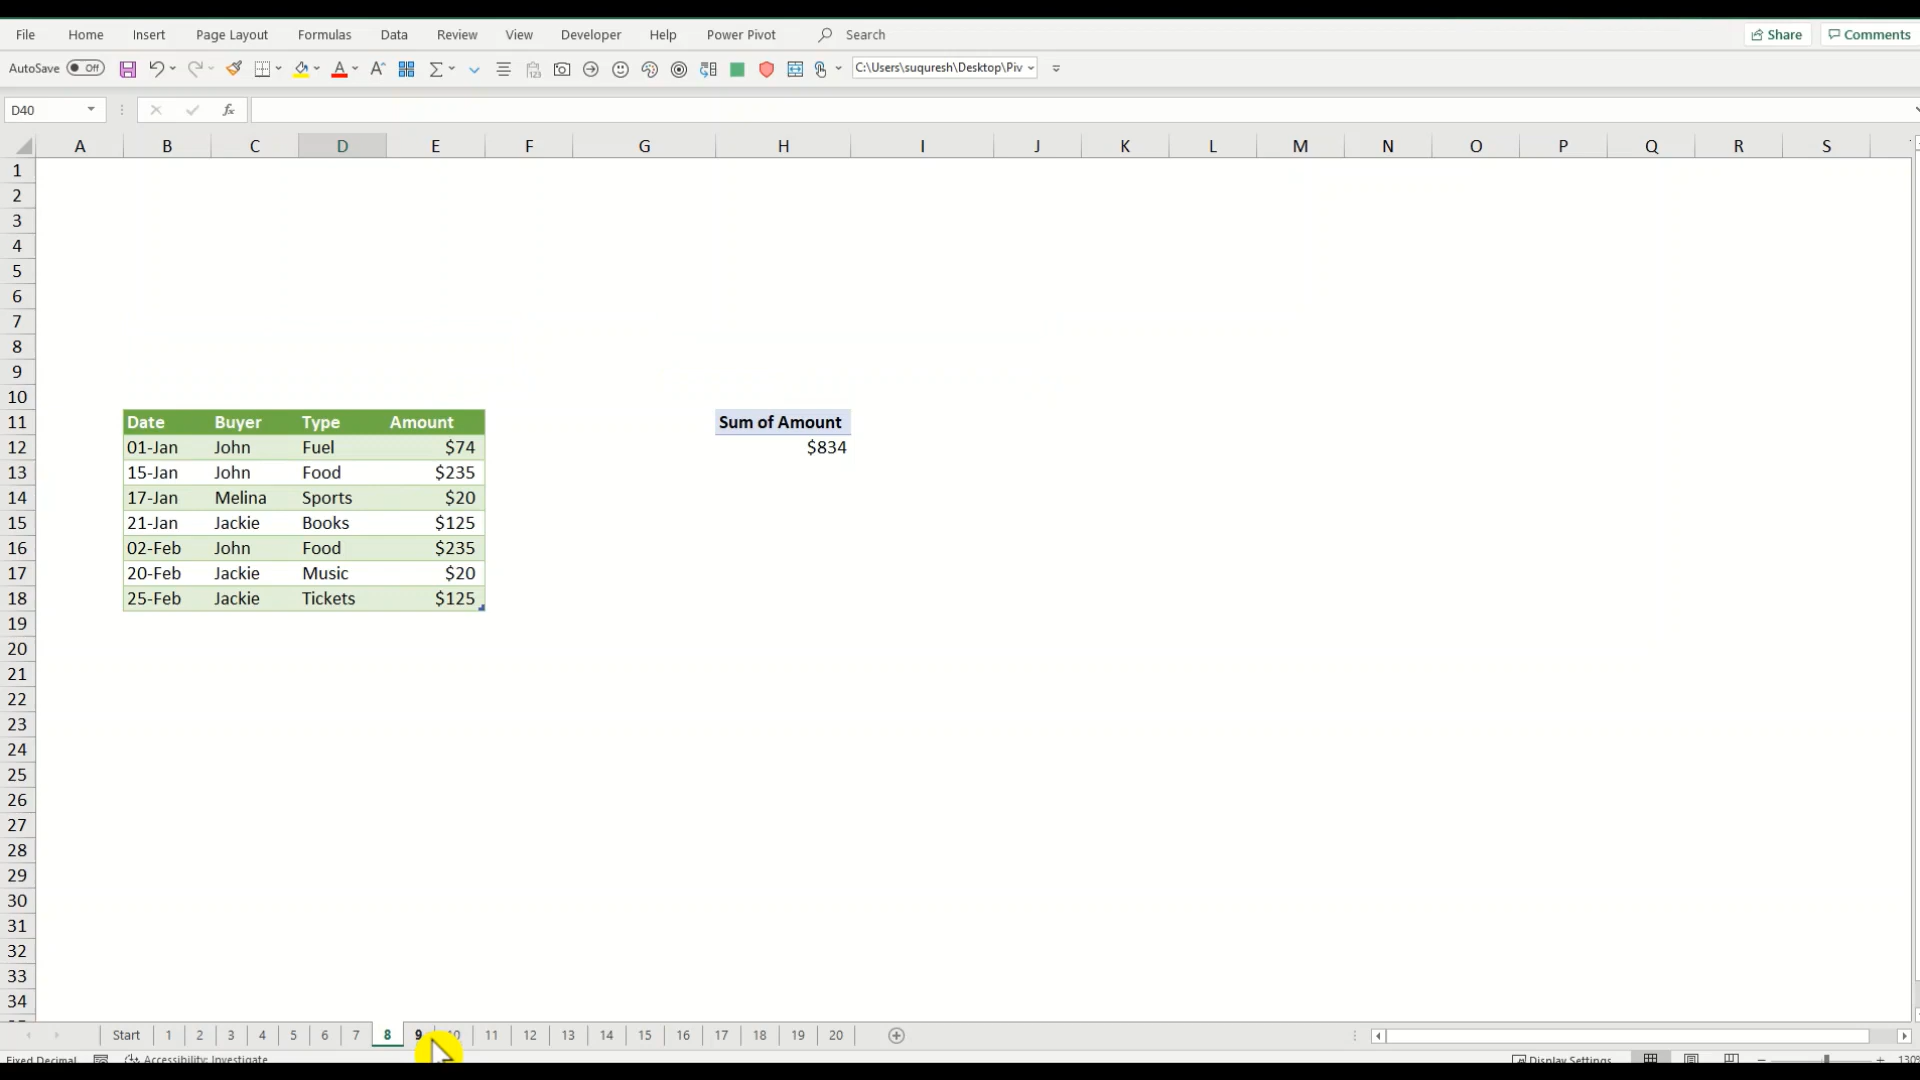 File Home Insert Page Layout Formulas Data Review View Developer Help Power Pivot Search Share Comments
AutoSave Off C:\Users\suquresh\Desktop\Piv
D40 fx
A B C D E F G H I J K L M N O P Q R S
1
2
3
4
5
6
7
8
9
10
11 Date Buyer Type Amount Sum of Amount
12 01-Jan John Fuel $74 $834
13 15-Jan John Food $235
14 17-Jan Melina Sports $20
15 21-Jan Jackie Books $125
16 02-Feb John Food $235
17 20-Feb Jackie Music $20
18 25-Feb Jackie Tickets $125
19
20
21
22
23
24
25
26
27
28
29
30
31
32
33
34
Start 1 2 3 4 5 6 7 8 9 10 11 12 13 14 15 16 17 18 19 20
Fixed Decimal Accessibility: Investigate Display Settings 130%